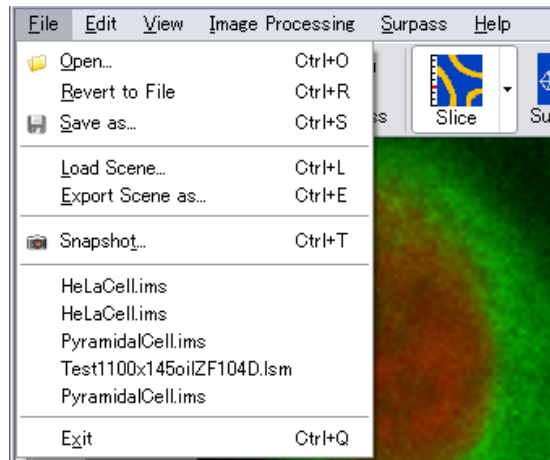 File Edit View Image Processing Surpass Help
Open... Ctrl+O
Revert to File Ctrl+R
Save as... Ctrl+S
Slice
Load Scene... Ctrl+L
Export Scene as... Ctrl+E
Snapshot... Ctrl+T
HeLaCell.ims
HeLaCell.ims
PyramidalCell.ims
Test1100x145oilZF104D.lsm
PyramidalCell.ims
Exit Ctrl+Q